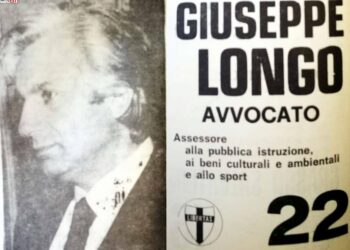 GIUSEPPE
LONGO
AVVOCATO
Assessore
alla pubblica istruzione,
ai beni culturali e ambientali
e allo sport
LIBERTAS
22